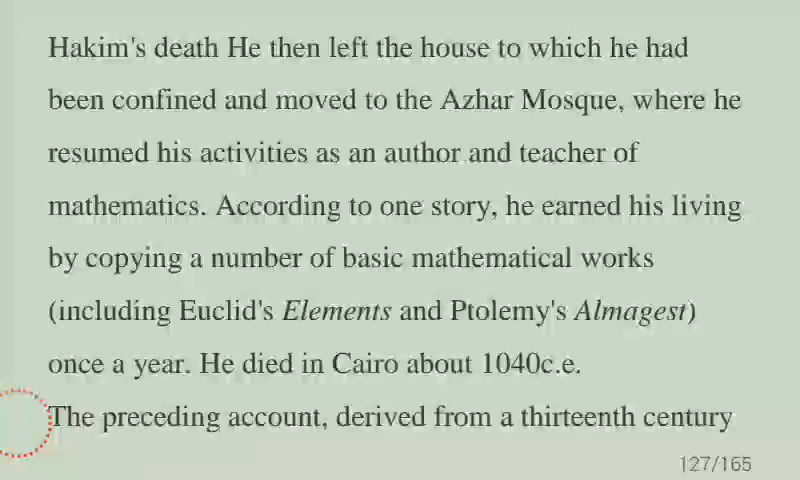 Hakim's death He then left the house to which he had
been confined and moved to the Azhar Mosque, where he
resumed his activities as an author and teacher of
mathematics. According to one story, he earned his living
by copying a number of basic mathematical works
(including Euclid's Elements and Ptolemy's Almagest)
once a year. He died in Cairo about 1040c.e.
The preceding account, derived from a thirteenth century
127/165